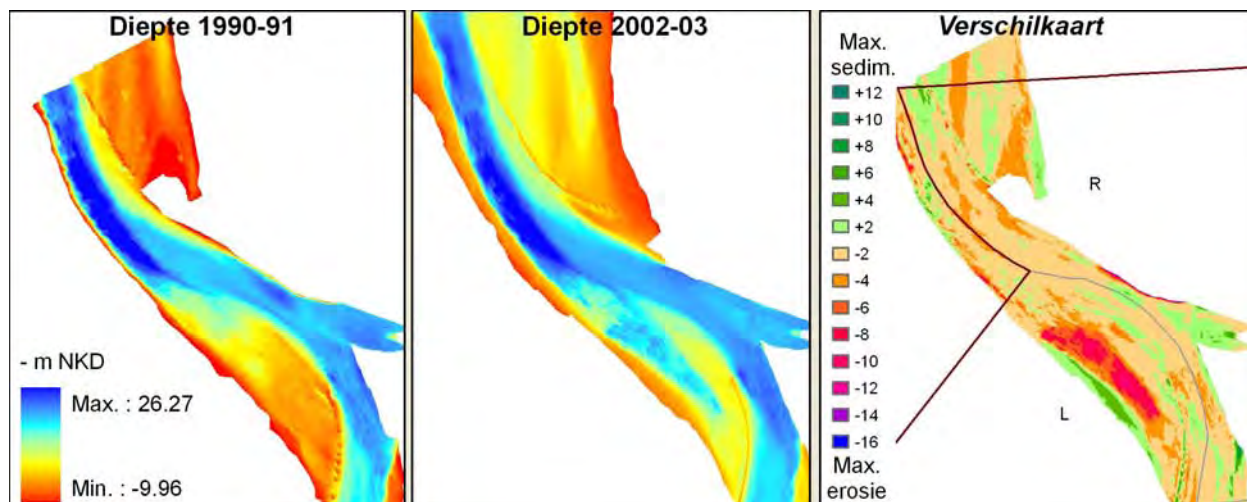 Diepte 1990-91
- m NKD
Max. : 26.27
Min. : -9.96
Diepte 2002-03
Verschilkaart
Max.
sedim.
+12
+10
+8
+6
+4
+2
-2
-4
-6
-8
-10
-12
-14
-16
Max.
erosie
R
L